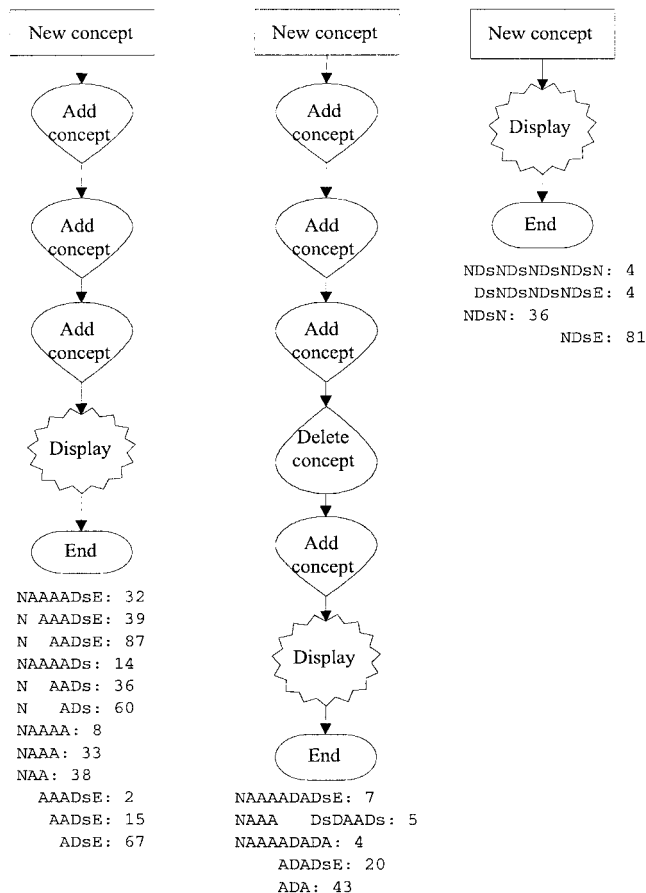 New concept
Add
concept
Add
concept
Add
concept
Display
End
NAAAADsE: 32
N AAADsE: 39
N   AADsE: 87
NAAAADs: 14
N   AADs: 36
N    ADs: 60
NAAAA: 8
NAAA: 33
NAA: 38
AAADsE: 2
AADsE: 15
ADsE: 67
New concept
Add
concept
Add
concept
Add
concept
Delete
concept
Add
concept
Display
End
NAAAADADsE: 7
NAAA   DsDAADs: 5
NAAAADADA: 4
ADADsE: 20
ADA: 43
New concept
Display
End
NDsNDsNDsNDsN: 4
DsNDsNDsNDsE: 4
NDsN: 36
NDsE: 81